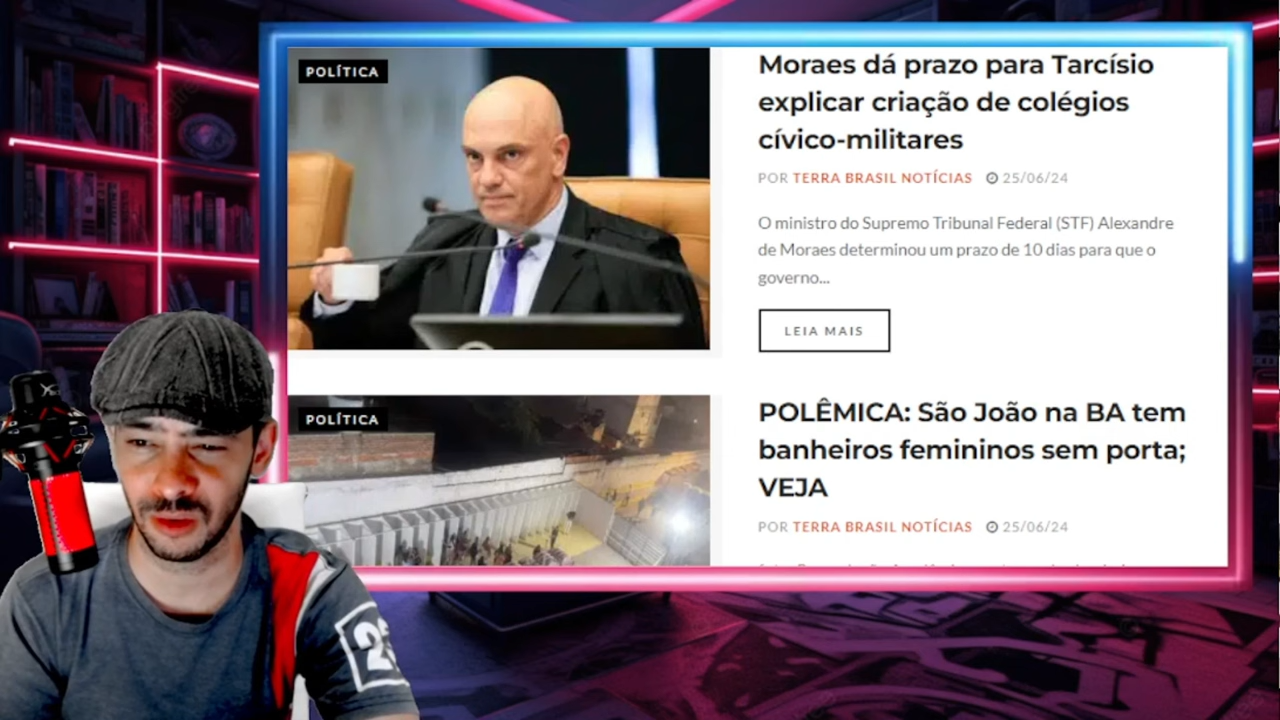 POLÍTICA
Moraes dá prazo para Tarcísio
explicar criação de colégios
cívico-militares
POR TERRA BRASIL NOTÍCIAS 25/06/24
O ministro do Supremo Tribunal Federal (STF) Alexandre
de Moraes determinou um prazo de 10 dias para que o
governo...
LEIA MAIS
POLÍTICA
POLÊMICA: São João na BA tem
banheiros femininos sem porta;
VEJA
POR TERRA BRASIL NOTÍCIAS 25/06/24